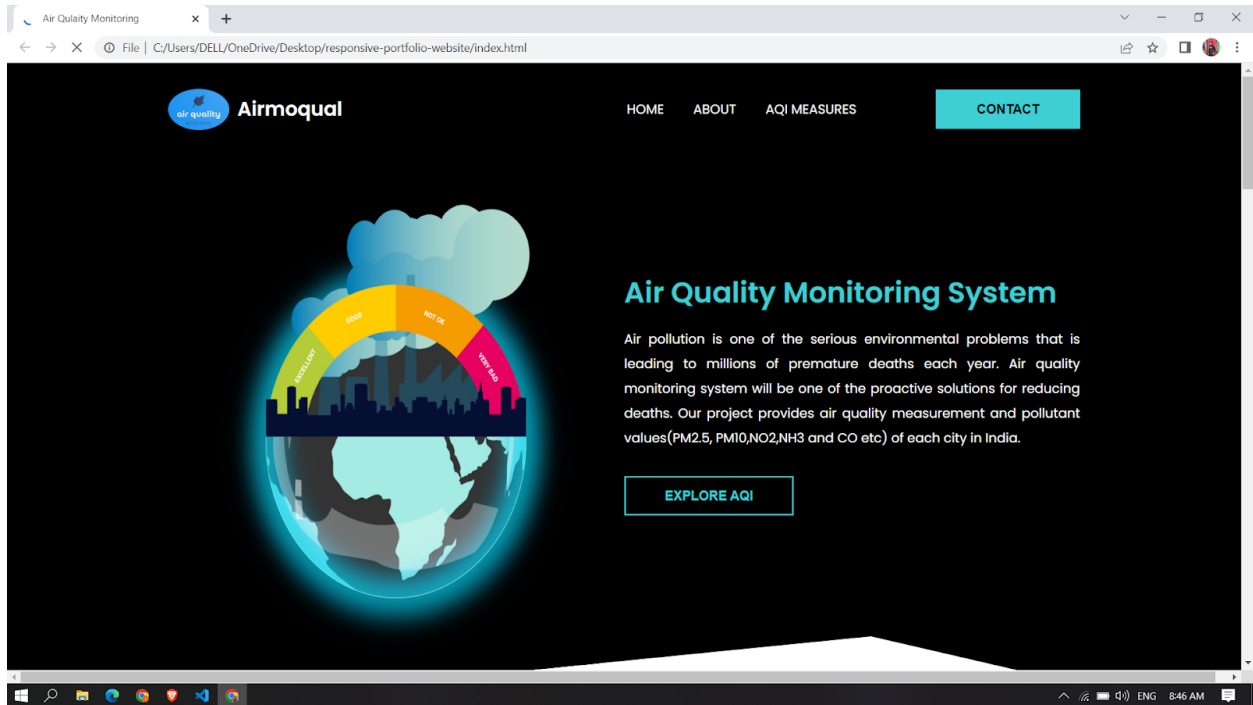 Air Qulaity Monitoring
File | C:/Users/DELL/OneDrive/Desktop/responsive-portfolio-website/index.html
air quality
Airmoqual
HOME
ABOUT
AQI MEASURES
CONTACT
EXCELLENT
GOOD
NOT OK
VERY BAD
Air Quality Monitoring System
Air pollution is one of the serious environmental problems that is
leading to millions of premature deaths each year. Air quality
monitoring system will be one of the proactive solutions for reducing
deaths. Our project provides air quality measurement and pollutant
values(PM2.5, PM10,NO2,NH3 and CO etc) of each city in India.
EXPLORE AQI
ENG
8:46 AM